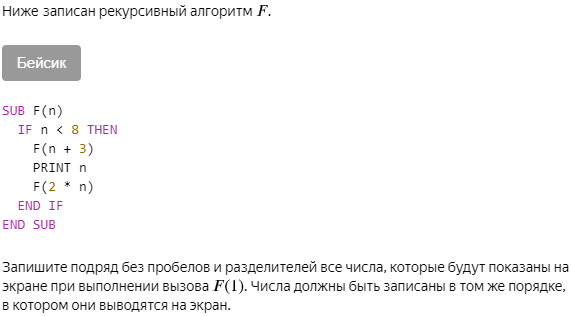 Ниже записан рекурсивный алгоритм F.
Бейсик
SUB F(n)
  IF n < 8 THEN
    F(n + 3)
    PRINT n
    F(2 * n)
  END IF
END SUB
Запишите подряд без пробелов и разделителей все числа, которые будут показаны на
экране при выполнении вызова F(1). Числа должны быть записаны в том же порядке,
в котором они выводятся на экран.